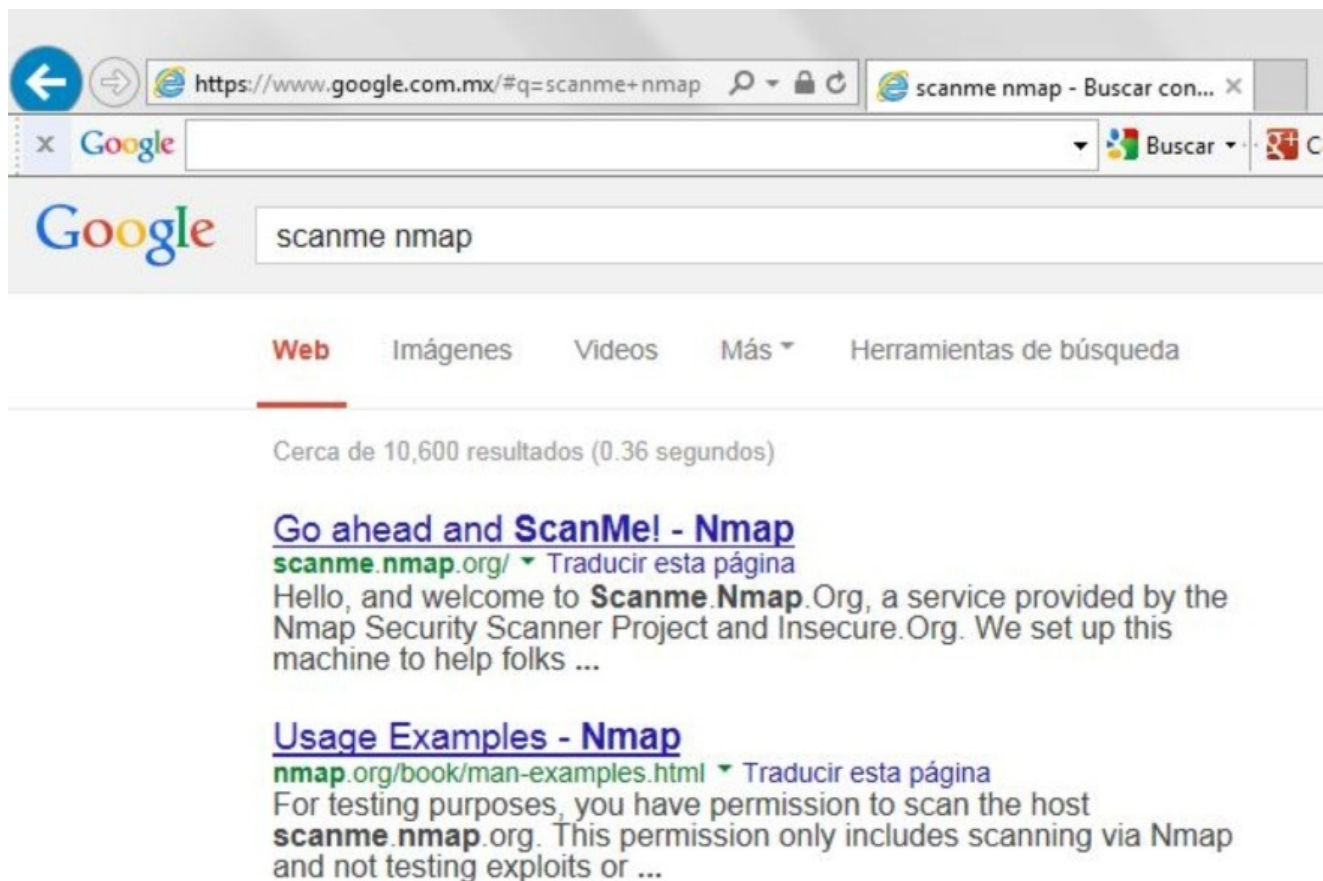 https://www.google.com.mx/#q=scanme+nmap
scanme nmap - Buscar con...
x Google Buscar
Google scanme nmap
Web Imágenes Videos Más Herramientas de búsqueda
Cerca de 10,600 resultados (0.36 segundos)
Go ahead and ScanMe! - Nmap
scanme.nmap.org/ Traducir esta página
Hello, and welcome to Scanme.Nmap.Org, a service provided by the
Nmap Security Scanner Project and Insecure.Org. We set up this
machine to help folks ...
Usage Examples - Nmap
nmap.org/book/man-examples.html Traducir esta página
For testing purposes, you have permission to scan the host
scanme.nmap.org. This permission only includes scanning via Nmap
and not testing exploits or ...